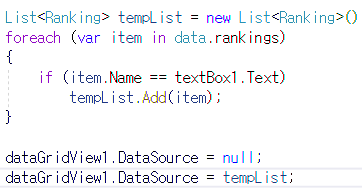 List<Ranking> tempList = new List<Ranking>()
foreach (var item in data.rankings)
{
    if (item.Name == textBox1.Text)
        tempList.Add(item);
}

dataGridView1.DataSource = null;
dataGridView1.DataSource = tempList;